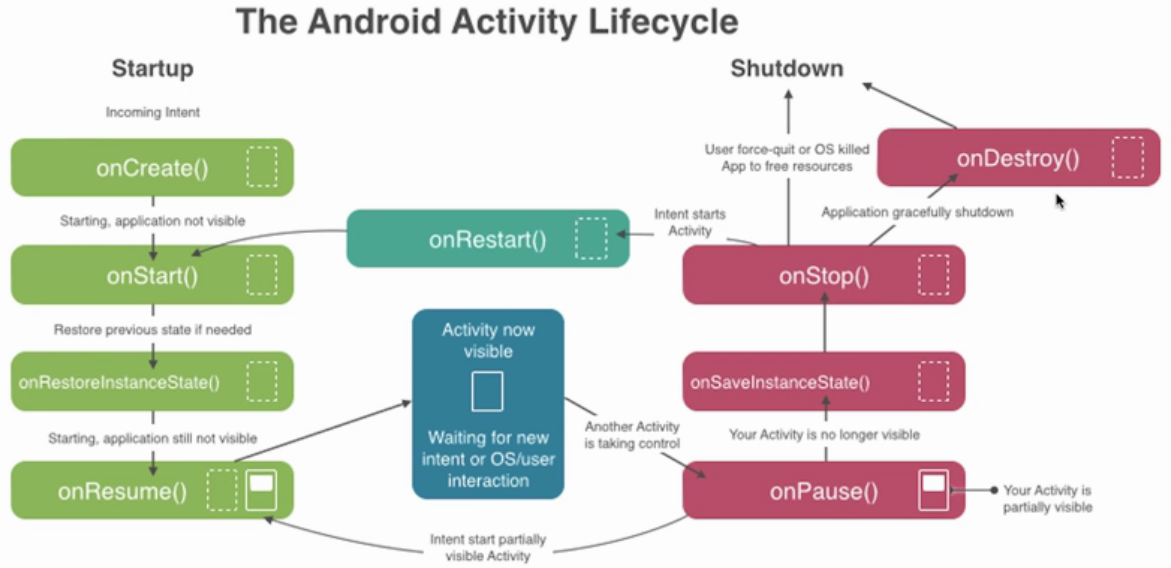 The Android Activity Lifecycle
Startup
Shutdown
Incoming Intent
onCreate()
Starting, application not visible
onStart()
Restore previous state if needed
onRestoreInstanceState()
Starting, application still not visible
onResume()
onRestart()
Intent starts
Activity
Activity now
visible
Waiting for new
intent or OS/user
interaction
Another Activity
is taking control
Intent start partially
visible Activity
User force-quit or OS killed
App to free resources
onDestroy()
Application gracefully shutdown
onStop()
onSaveInstanceState()
Your Activity is no longer visible
onPause()
Your Activity is
partially visible